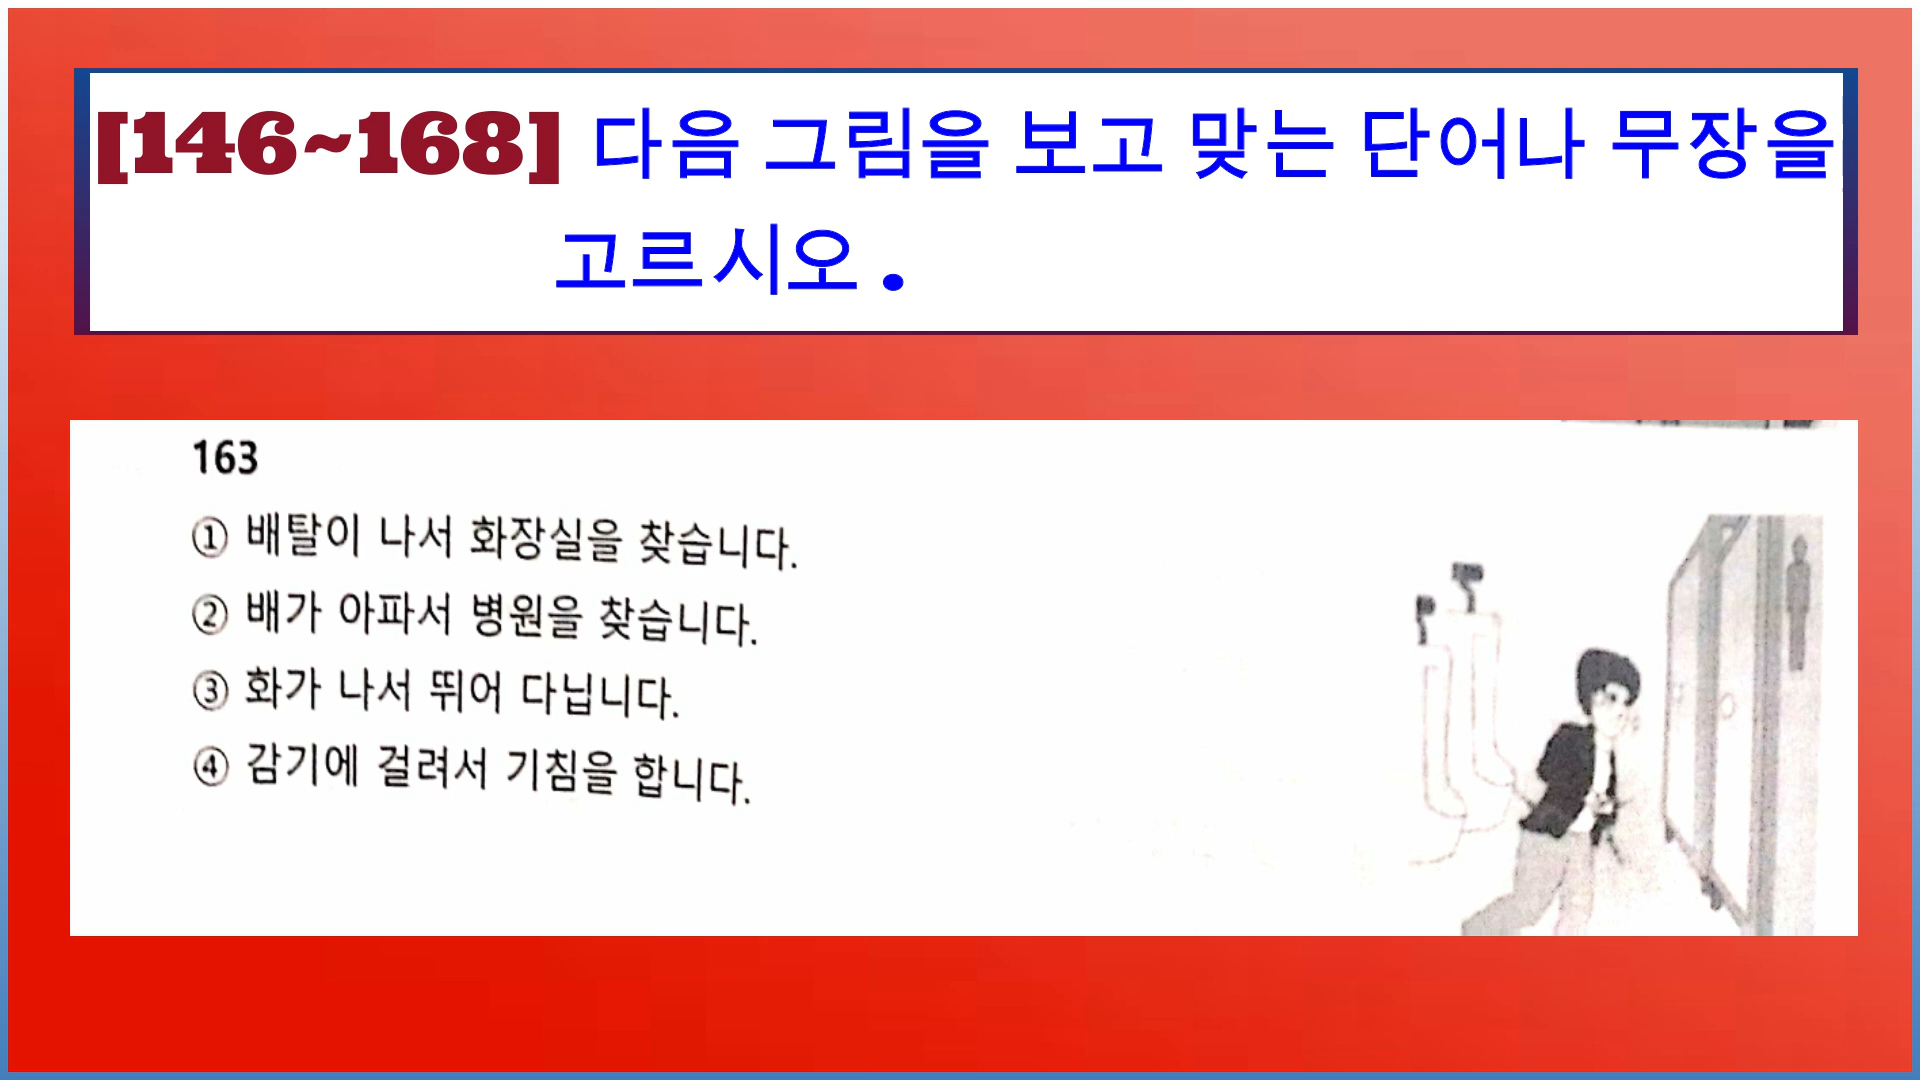 [146~168] 다음 그림을 보고 맞는 단어나 무장을
고르시오.
163
① 배탈이 나서 화장실을 찾습니다.
② 배가 아파서 병원을 찾습니다.
③ 화가 나서 뛰어 다닙니다.
④ 감기에 걸려서 기침을 합니다.